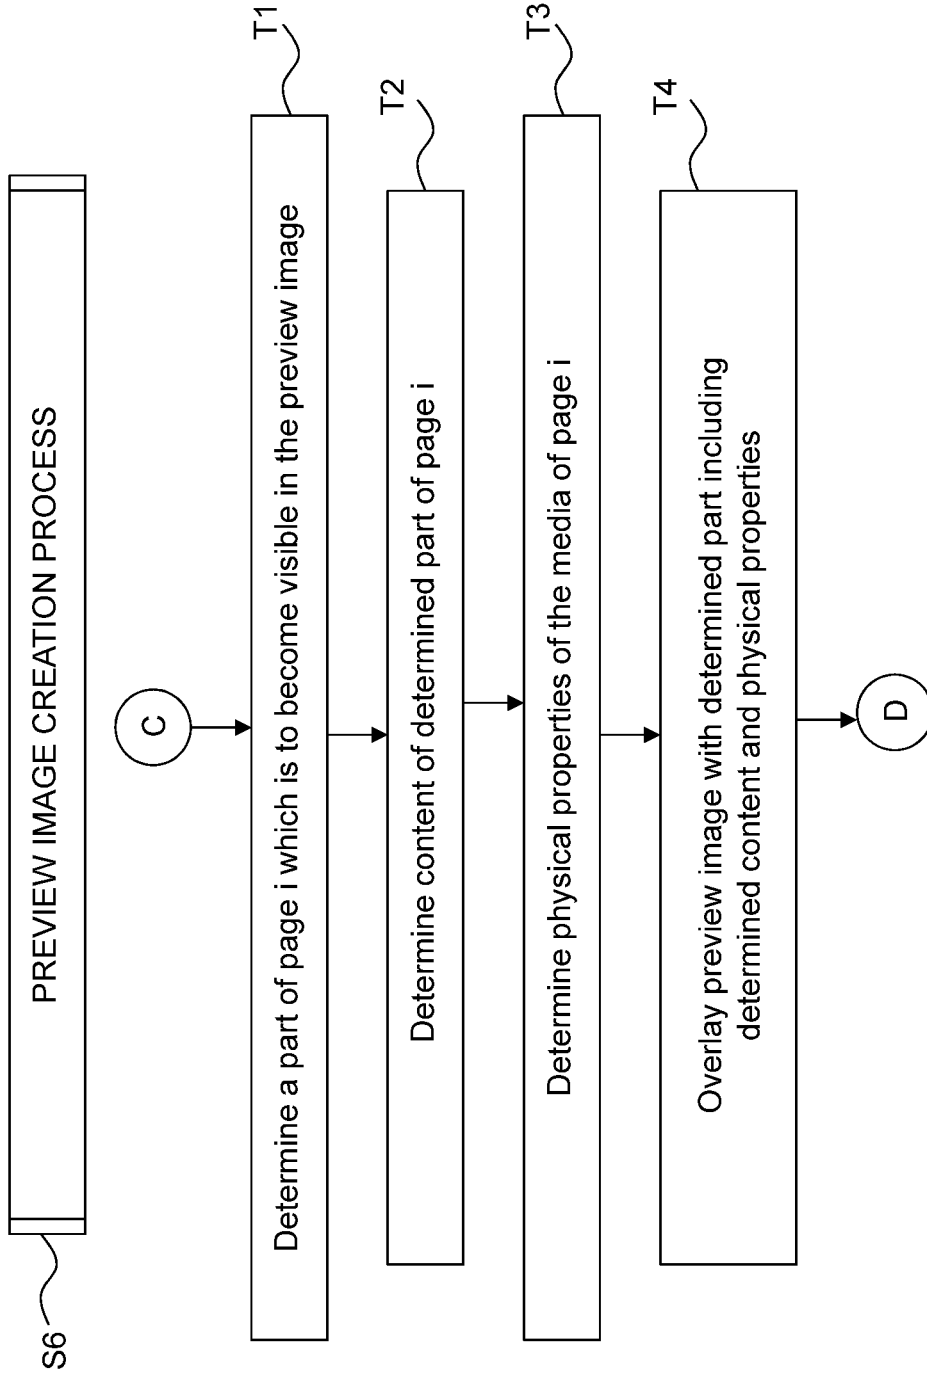 S6
PREVIEW IMAGE CREATION PROCESS
C
T1
Determine a part of page i which is to become visible in the preview image
T2
Determine content of determined part of page i
T3
Determine physical properties of the media of page i
T4
Overlay preview image with determined part including
determined content and physical properties
D